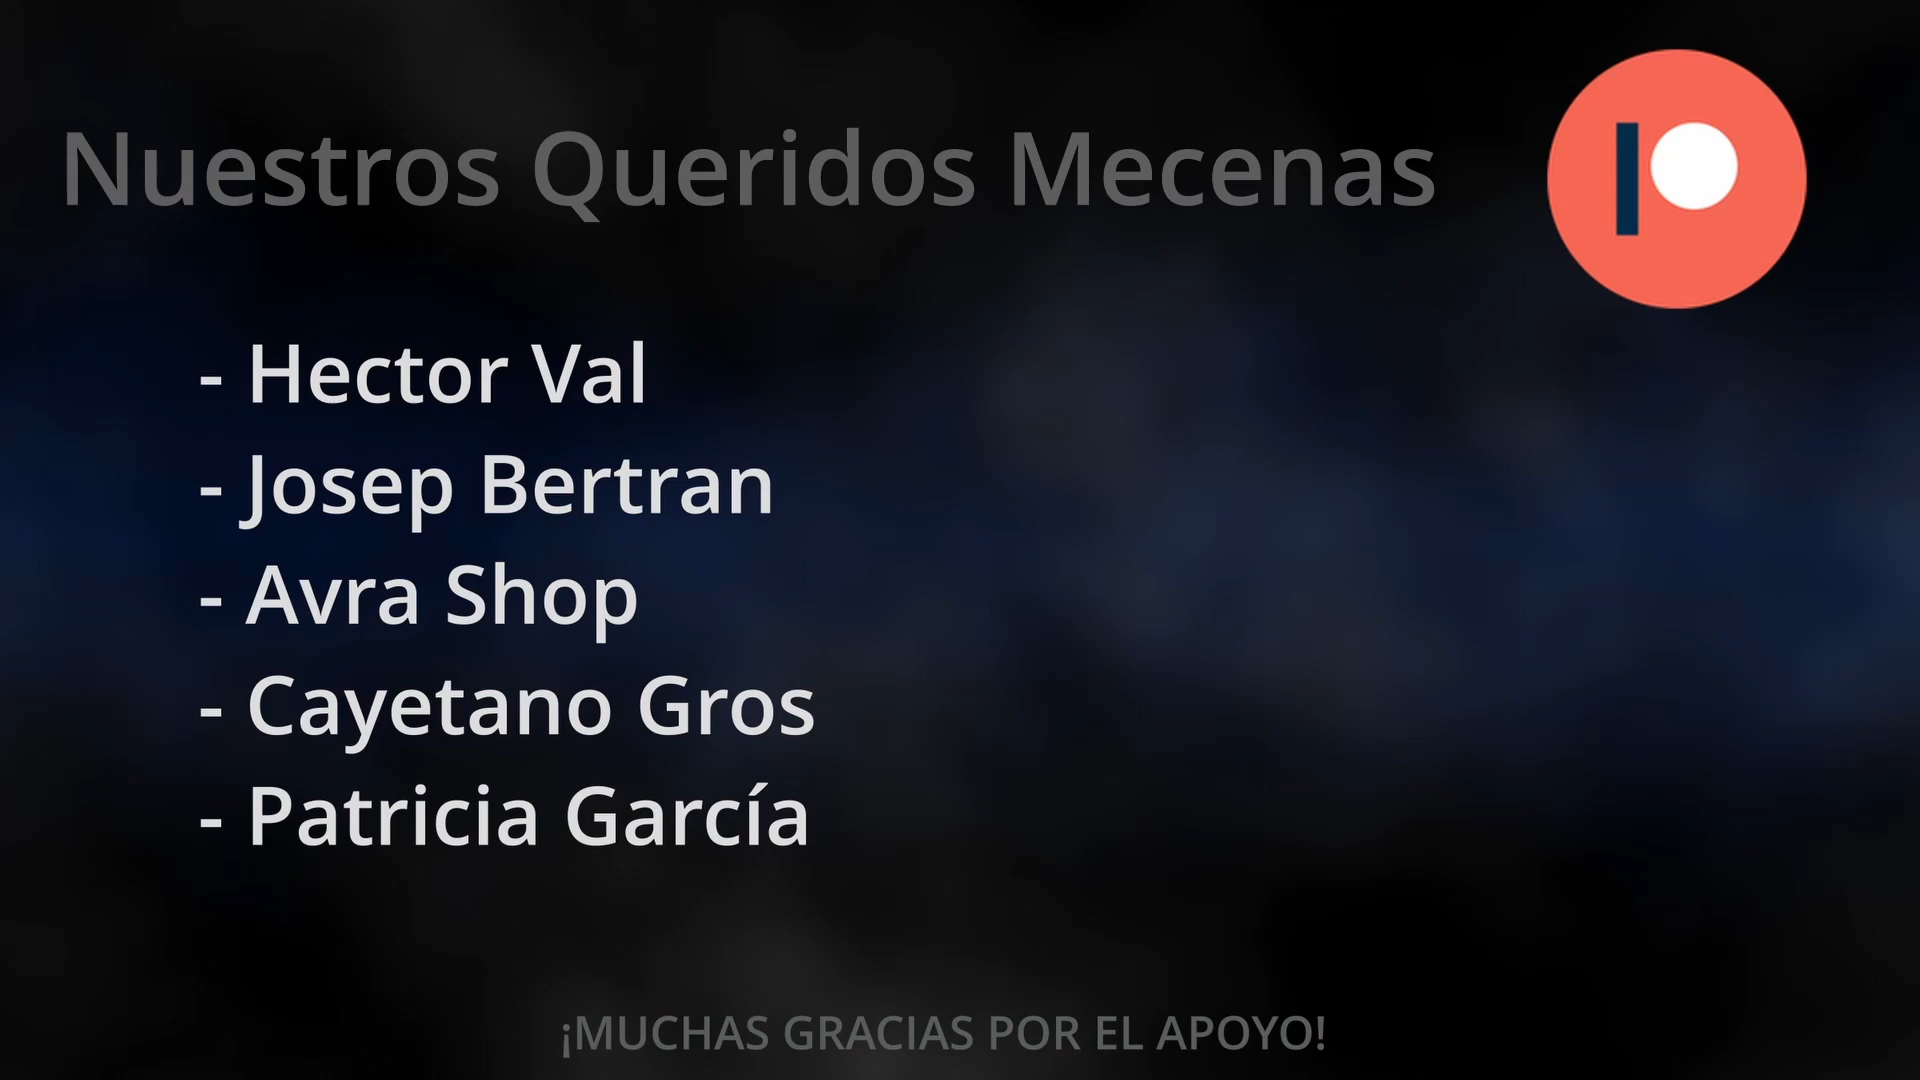 Nuestros Queridos Mecenas
- Hector Val
- Josep Bertran
- Avra Shop
- Cayetano Gros
- Patricia García
¡MUCHAS GRACIAS POR EL APOYO!